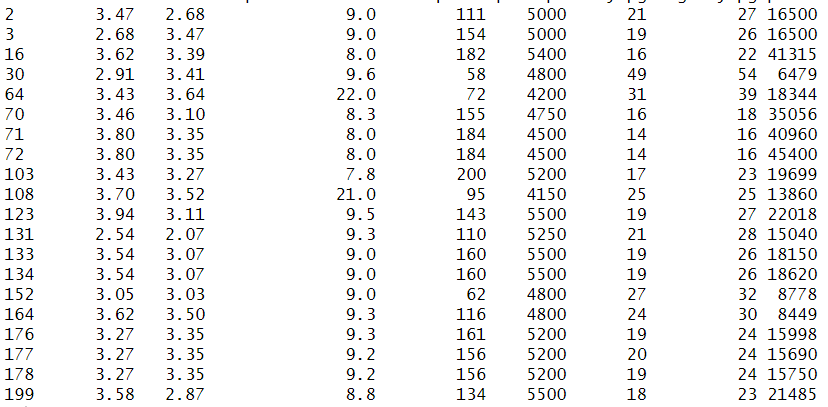 2 3.47 2.68 9.0 111 5000 21 27 16500
3 2.68 3.47 9.0 154 5000 19 26 16500
16 3.62 3.39 8.0 182 5400 16 22 41315
30 2.91 3.41 9.6 58 4800 49 54 6479
64 3.43 3.64 22.0 72 4200 31 39 18344
70 3.46 3.10 8.3 155 4750 16 18 35056
71 3.80 3.35 8.0 184 4500 14 16 40960
72 3.80 3.35 8.0 184 4500 14 16 45400
103 3.43 3.27 7.8 200 5200 17 23 19699
108 3.70 3.52 21.0 95 4150 25 25 13860
123 3.94 3.11 9.5 143 5500 19 27 22018
131 2.54 2.07 9.3 110 5250 21 28 15040
133 3.54 3.07 9.0 160 5500 19 26 18150
134 3.54 3.07 9.0 160 5500 19 26 18620
152 3.05 3.03 9.0 62 4800 27 32 8778
164 3.62 3.50 9.3 116 4800 24 30 8449
176 3.27 3.35 9.3 161 5200 19 24 15998
177 3.27 3.35 9.2 156 5200 20 24 15690
178 3.27 3.35 9.2 156 5200 19 24 15750
199 3.58 2.87 8.8 134 5500 18 23 21485